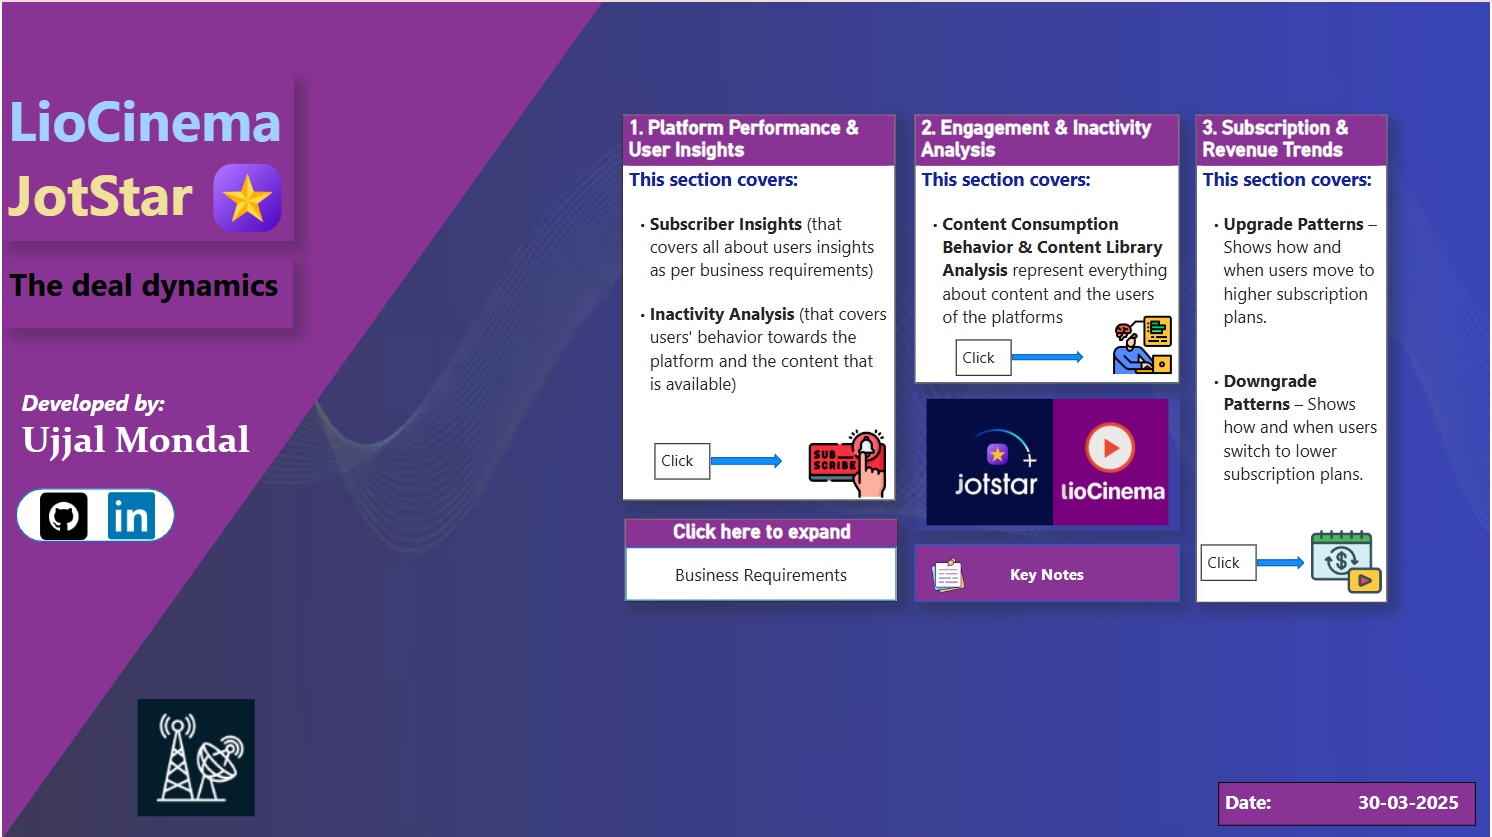 LioCinema
JotStar
The deal dynamics
Developed by:
Ujjal Mondal
in
1. Platform Performance &
User Insights
This section covers:
• Subscriber Insights (that
covers all about users insights
as per business requirements)
• Inactivity Analysis (that covers
users' behavior towards the
platform and the content that
is available)
Click
SUB
SCRIBE
Click here to expand
Business Requirements
2. Engagement & Inactivity
Analysis
This section covers:
• Content Consumption
Behavior & Content Library
Analysis represent everything
about content and the users
of the platforms
Click
jotstar
lioCinema
Key Notes
3. Subscription &
Revenue Trends
This section covers:
• Upgrade Patterns –
Shows how and
when users move to
higher subscription
plans.
• Downgrade
Patterns – Shows
how and when users
switch to lower
subscription plans.
Click
$
Date: 30-03-2025